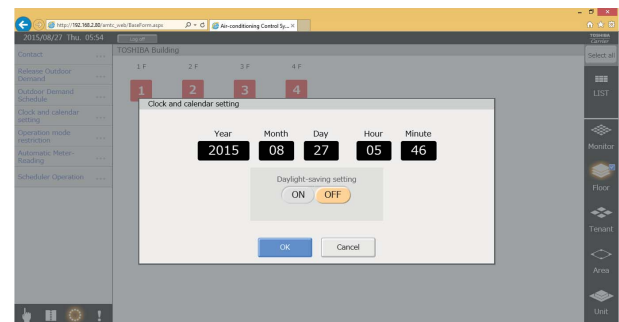 http://192.168.2.80/amtc_web/BaseForm.aspx
Air-conditioning Control Sy...
2015/08/27 Thu. 05:54
Log off
TOSHIBA
Carrier
TOSHIBA Building
Select all
Contact ....
Release Outdoor
Demand ....
Outdoor Demand
Schedule ....
Clock and calendar
setting ....
Operation mode
restriction ....
Automatic Meter-
Reading ....
Scheduler Operation ....
1 F 2 F 3 F 4 F
1 2 3 4
Clock and calendar setting
Year Month Day Hour Minute
2015 08 27 05 46
Daylight-saving setting
ON OFF
OK Cancel
LIST
Monitor
Floor
Tenant
Area
Unit